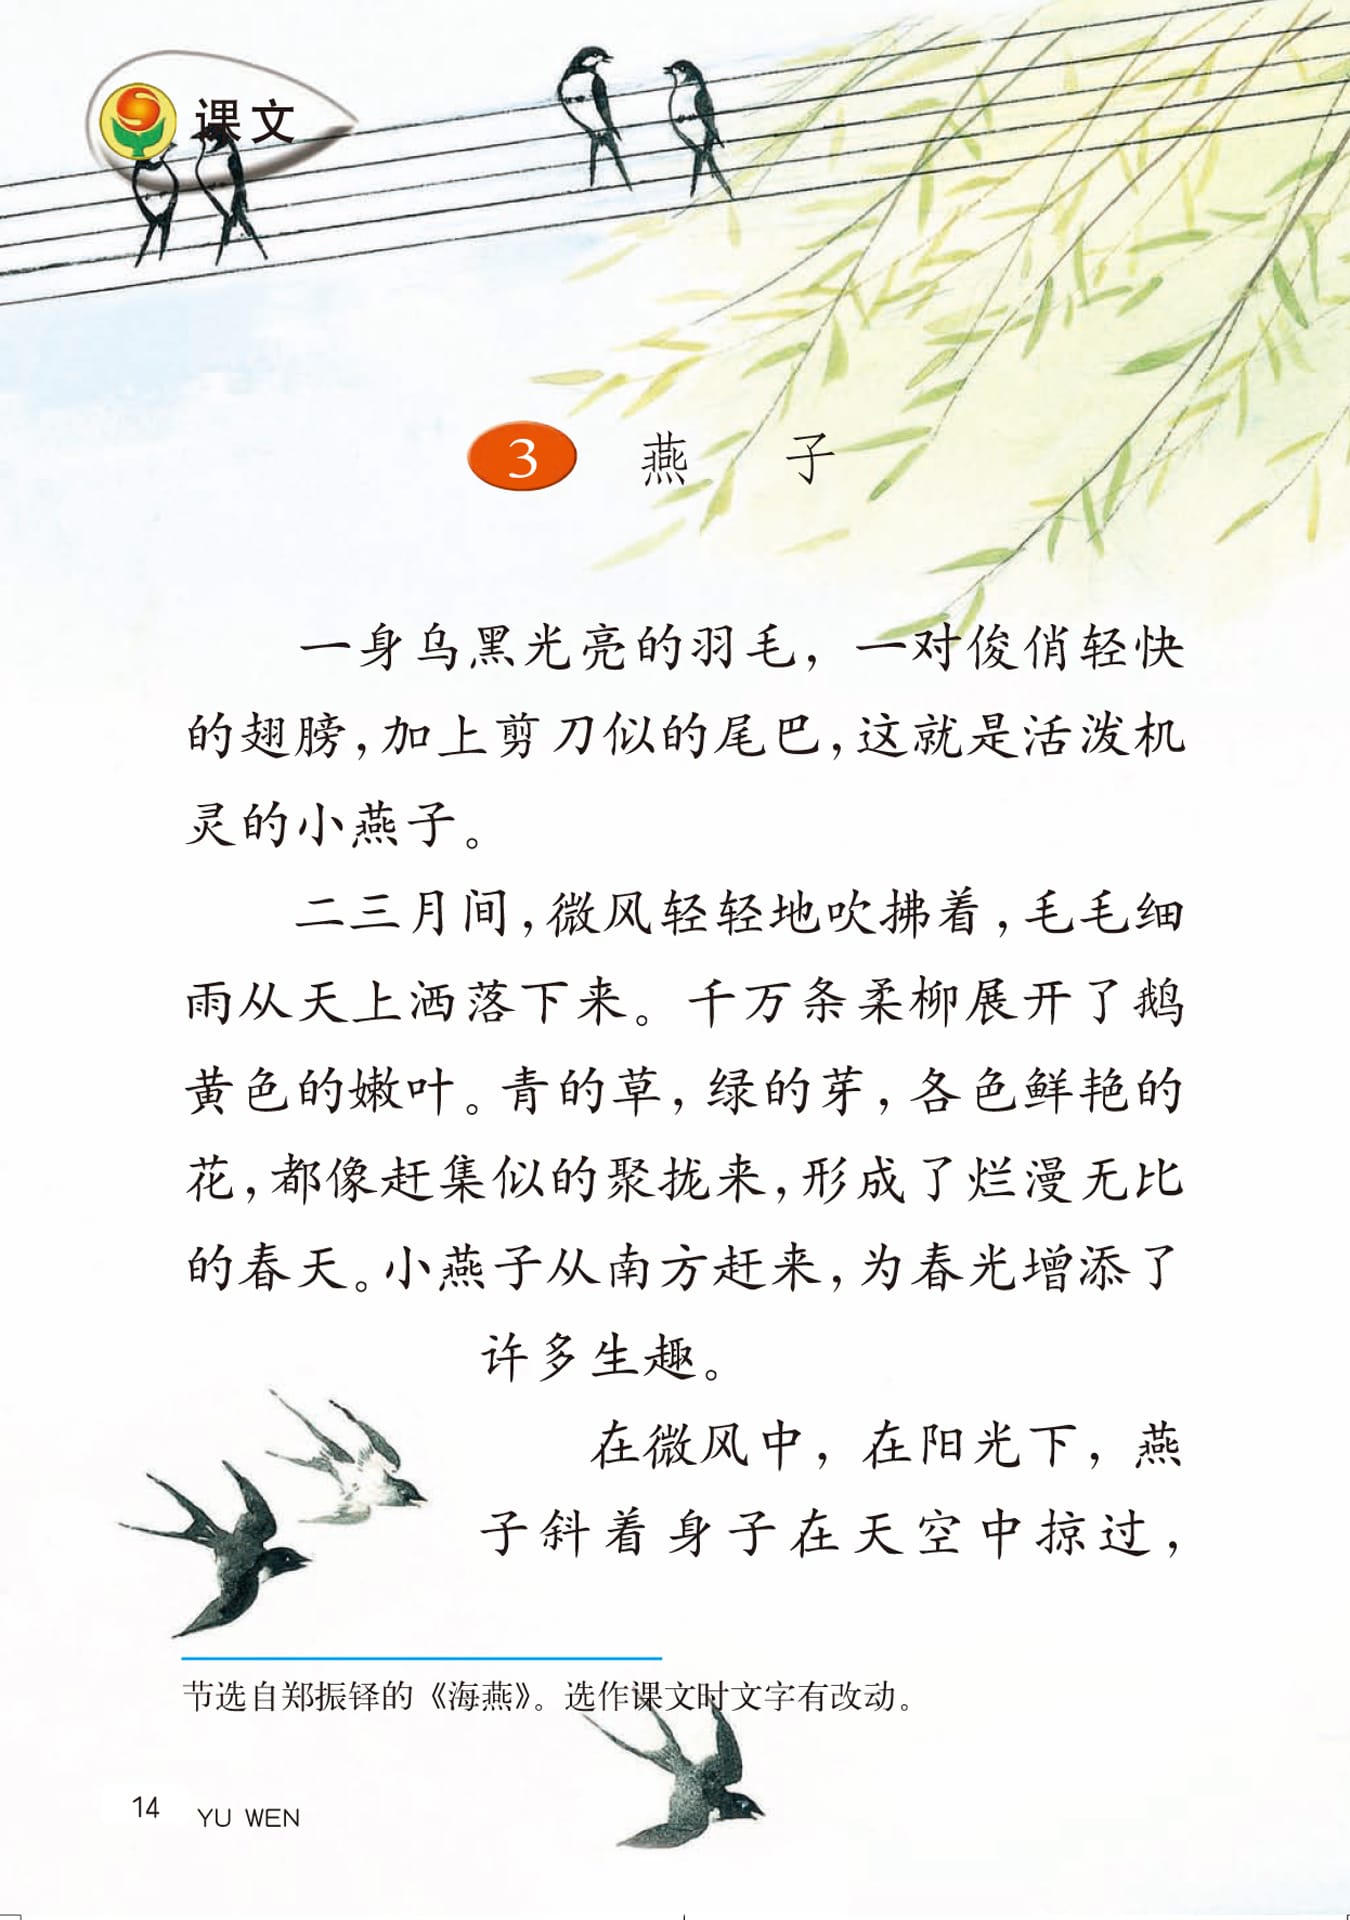 课文
3 燕 子
一身乌黑光亮的羽毛，一对俊俏轻快
的翅膀，加上剪刀似的尾巴，这就是活泼机
灵的小燕子。
二三月间，微风轻轻地吹拂着，毛毛细
雨从天上洒落下来。千万条柔柳展开了鹅
黄色的嫩叶。青的草，绿的芽，各色鲜艳的
花，都像赶集似的聚拢来，形成了烂漫无比
的春天。小燕子从南方赶来，为春光增添了
许多生趣。
在微风中，在阳光下，燕
子斜着身子在天空中掠过，
节选自郑振铎的《海燕》。选作课文时文字有改动。
14 YU WEN